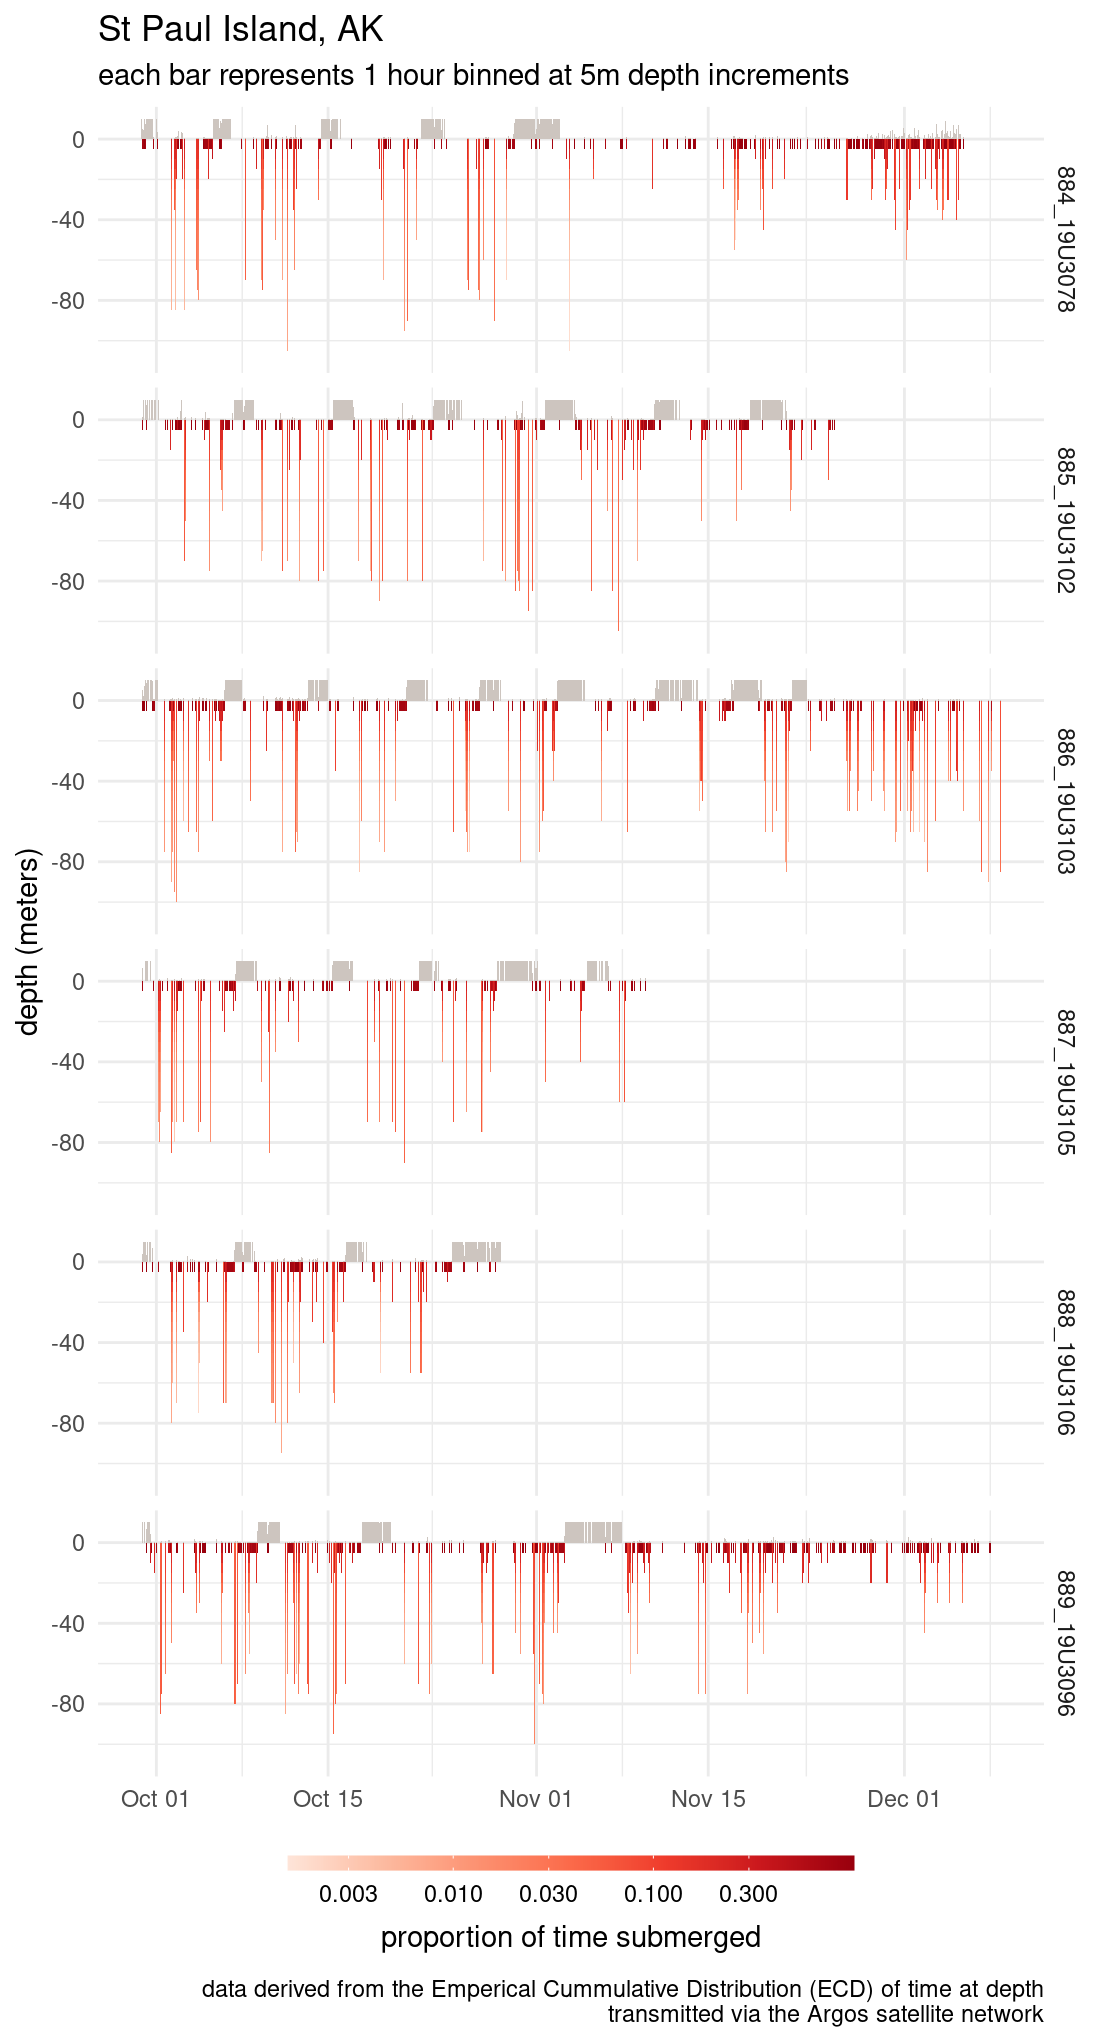 St Paul Island, AK
each bar represents 1 hour binned at 5m depth increments
depth (meters)
0
-40
-80
884_19U3078
0
-40
-80
885_19U3102
0
-40
-80
886_19U3103
0
-40
-80
887_19U3105
0
-40
-80
888_19U3106
0
-40
-80
889_19U3096
Oct 01 Oct 15 Nov 01 Nov 15 Dec 01
0.003 0.010 0.030 0.100 0.300
proportion of time submerged
data derived from the Emperical Cummulative Distribution (ECD) of time at depth
transmitted via the Argos satellite network